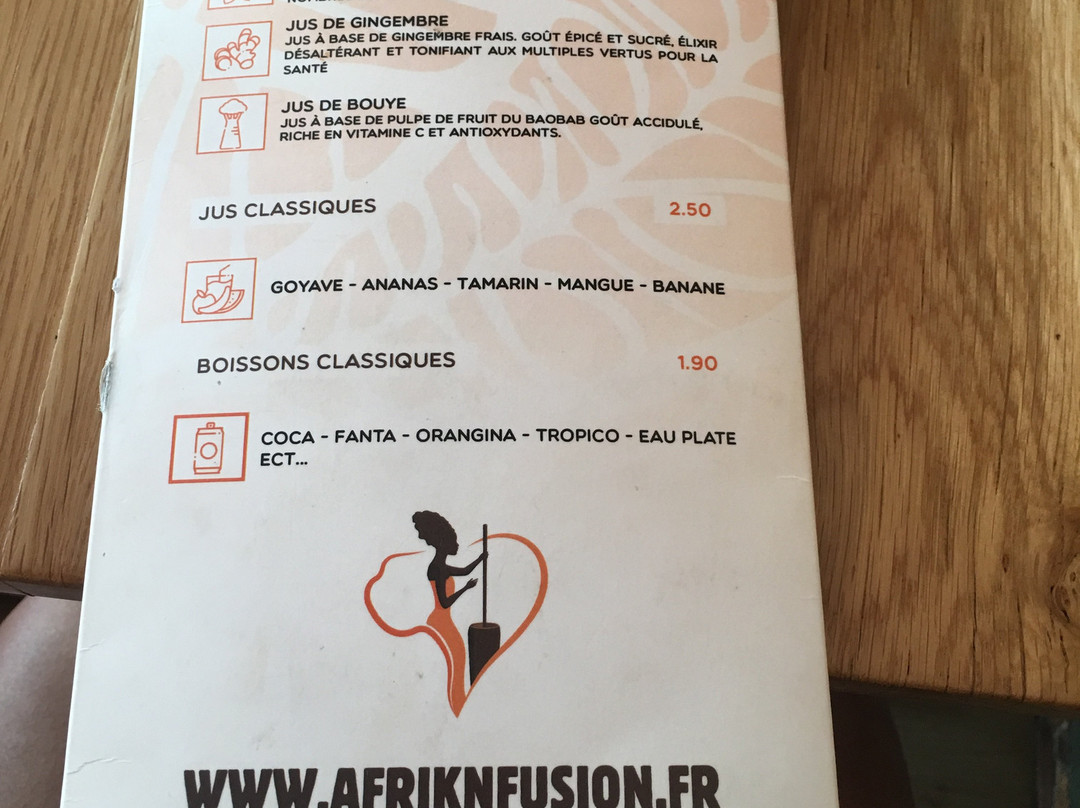 JUS DE GINGEMBRE
JUS À BASE DE GINGEMBRE FRAIS. GOÛT ÉPICÉ ET SUCRÉ, ÉLIXIR
DÉSALTÉRANT ET TONIFIANT AUX MULTIPLES VERTUS POUR LA
SANTÉ
JUS DE BOUYE
JUS À BASE DE PULPE DE FRUIT DU BAOBAB GOÛT ACCIDULÉ,
RICHE EN VITAMINE C ET ANTIOXYDANTS.
JUS CLASSIQUES 2.50
GOYAVE - ANANAS - TAMARIN - MANGUE - BANANE
BOISSONS CLASSIQUES 1.90
COCA - FANTA - ORANGINA - TROPICO - EAU PLATE
ECT...
WWW.AFRIKNFUSION.FR